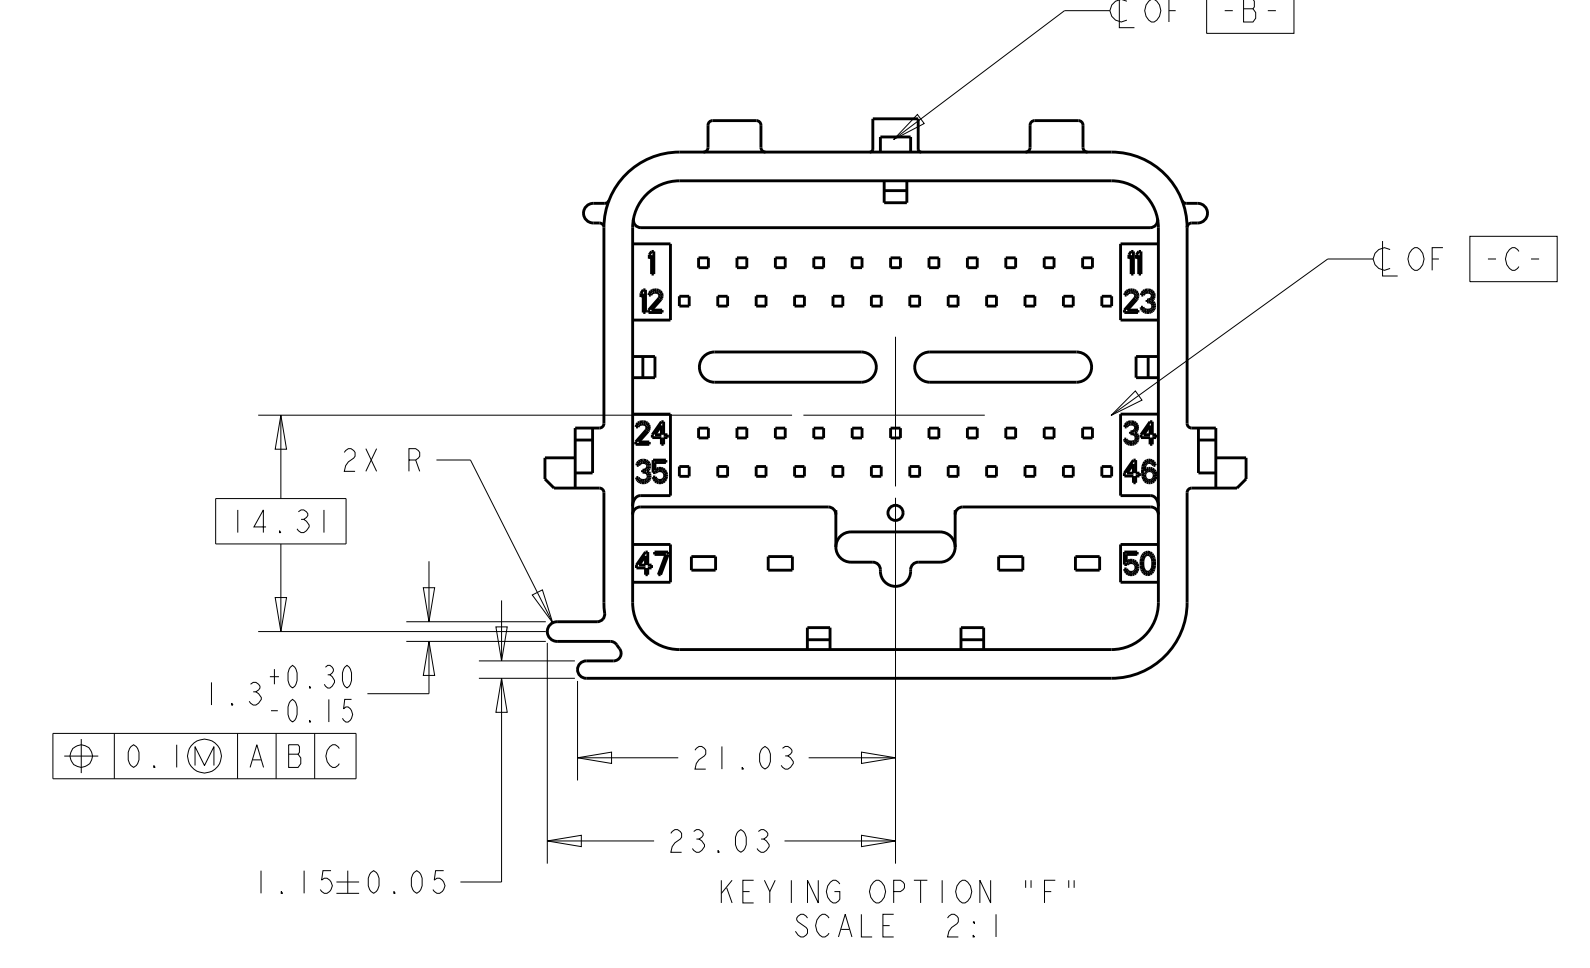 ℄ OF -B-
℄ OF -C-
1 11
12 23
24 34
35 46
47 50
2X R
14.31
1.3 +0.30
-0.15
⌖ 0.1Ⓜ A B C
21.03
23.03
1.15±0.05
KEYING OPTION "F"
SCALE 2:1